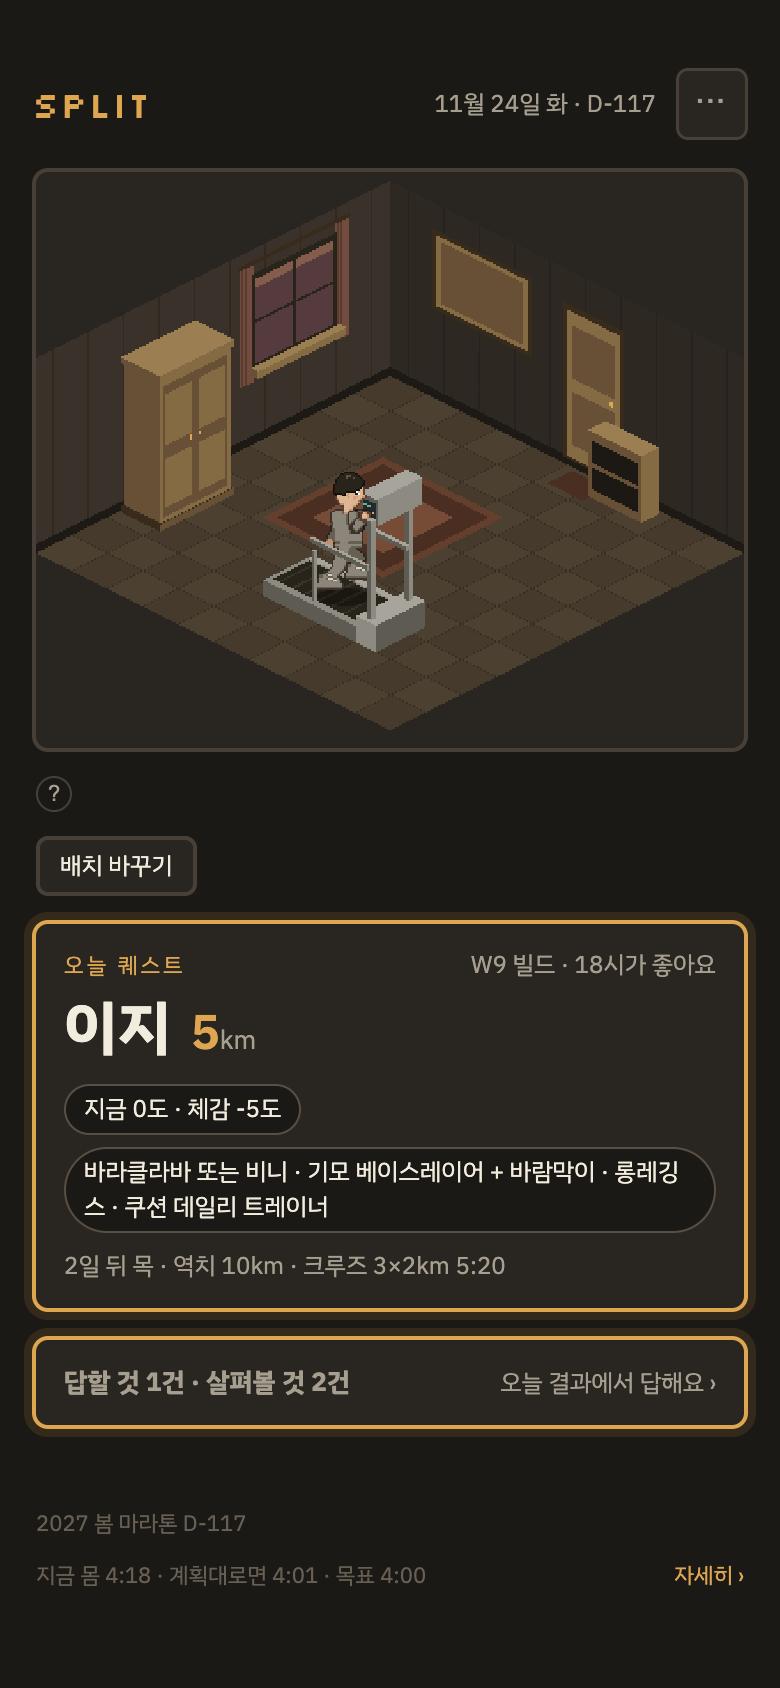 SPLIT
11월 24일 화 · D-117
...
?
배치 바꾸기
오늘 퀘스트
W9 빌드 · 18시가 좋아요
이지 5km
지금 0도 · 체감 -5도
바라클라바 또는 비니 · 기모 베이스레이어 + 바람막이 · 롱레깅
스 · 쿠션 데일리 트레이너
2일 뒤 목 · 역치 10km · 크루즈 3×2km 5:20
답할 것 1건 · 살펴볼 것 2건
오늘 결과에서 답해요 ›
2027 봄 마라톤 D-117
지금 몸 4:18 · 계획대로면 4:01 · 목표 4:00
자세히 ›